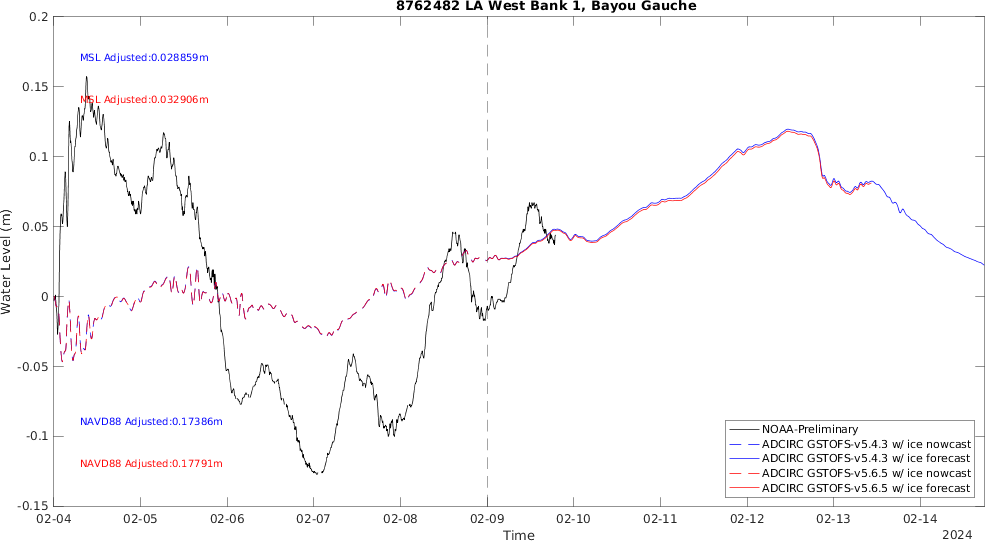 8762482 LA West Bank 1, Bayou Gauche
0.2
MSL Adjusted:0.028859m
0.15
MSL Adjusted:0.032906m
0.1
0.05
Water Level (m)
0
-0.05
NAVD88 Adjusted:0.17386m
-0.1
NAVD88 Adjusted:0.17791m
-0.15
NOAA-Preliminary
ADCIRC GSTOFS-v5.4.3 w/ ice nowcast
ADCIRC GSTOFS-v5.4.3 w/ ice forecast
ADCIRC GSTOFS-v5.6.5 w/ ice nowcast
ADCIRC GSTOFS-v5.6.5 w/ ice forecast
02-04 02-05 02-06 02-07 02-08 02-09 02-10 02-11 02-12 02-13 02-14
Time
2024